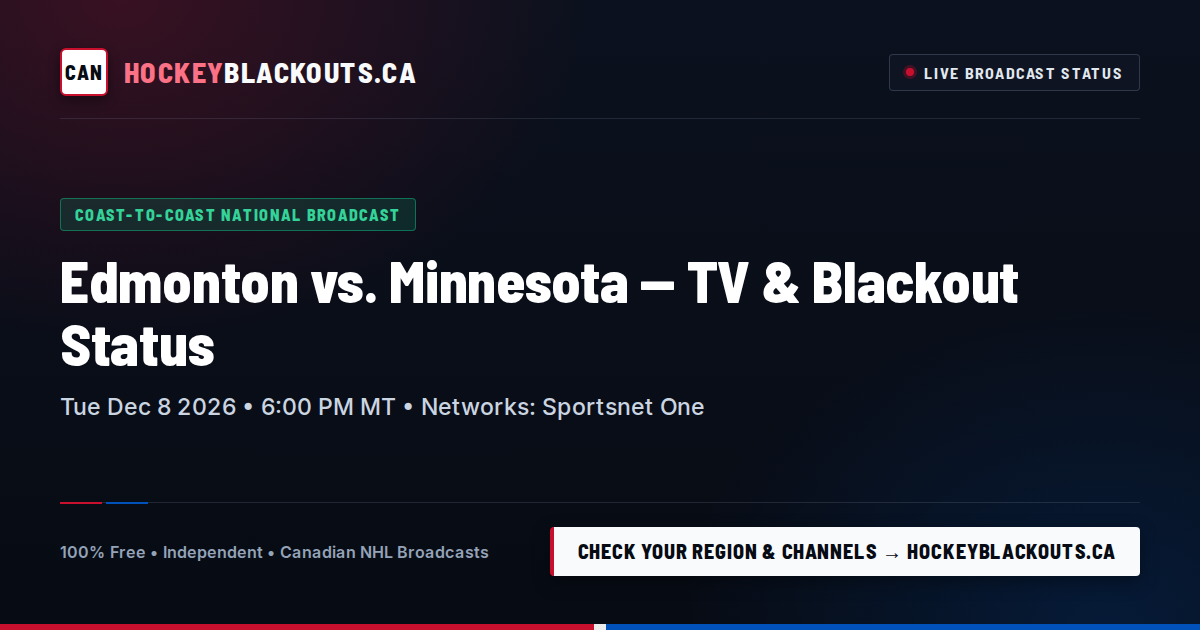 CAN
HOCKEYBLACKOUTS.CA
LIVE BROADCAST STATUS
COAST-TO-COAST NATIONAL BROADCAST
Edmonton vs. Minnesota — TV & Blackout
Status
Tue Dec 8 2026 • 6:00 PM MT • Networks: Sportsnet One
100% Free • Independent • Canadian NHL Broadcasts
CHECK YOUR REGION & CHANNELS → HOCKEYBLACKOUTS.CA